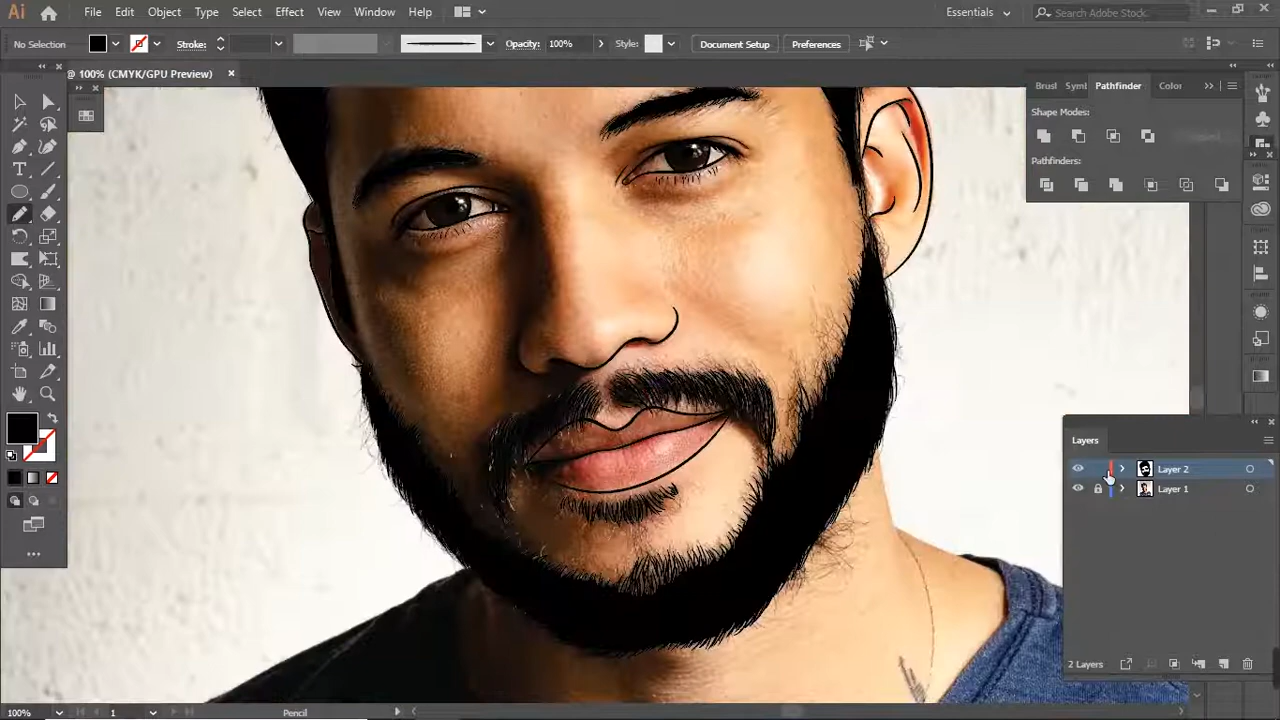 Ai File Edit Object Type Select Effect View Window Help Essentials Search Adobe Stock
No Selection Stroke: Opacity: 100% Style: Document Setup Preferences
@ 100% (CMYK/GPU Preview) ×
Brusl Symb Pathfinder Color
Shape Modes:
Pathfinders:
Layers
Layer 2
Layer 1
2 Layers
100% 1 Pencil